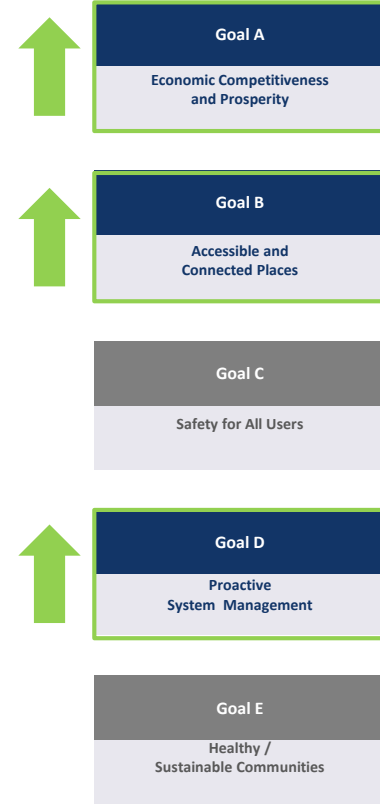 Goal A
Economic Competitiveness
and Prosperity
Goal B
Accessible and
Connected Places
Goal C
Safety for All Users
Goal D
Proactive
System Management
Goal E
Healthy /
Sustainable Communities